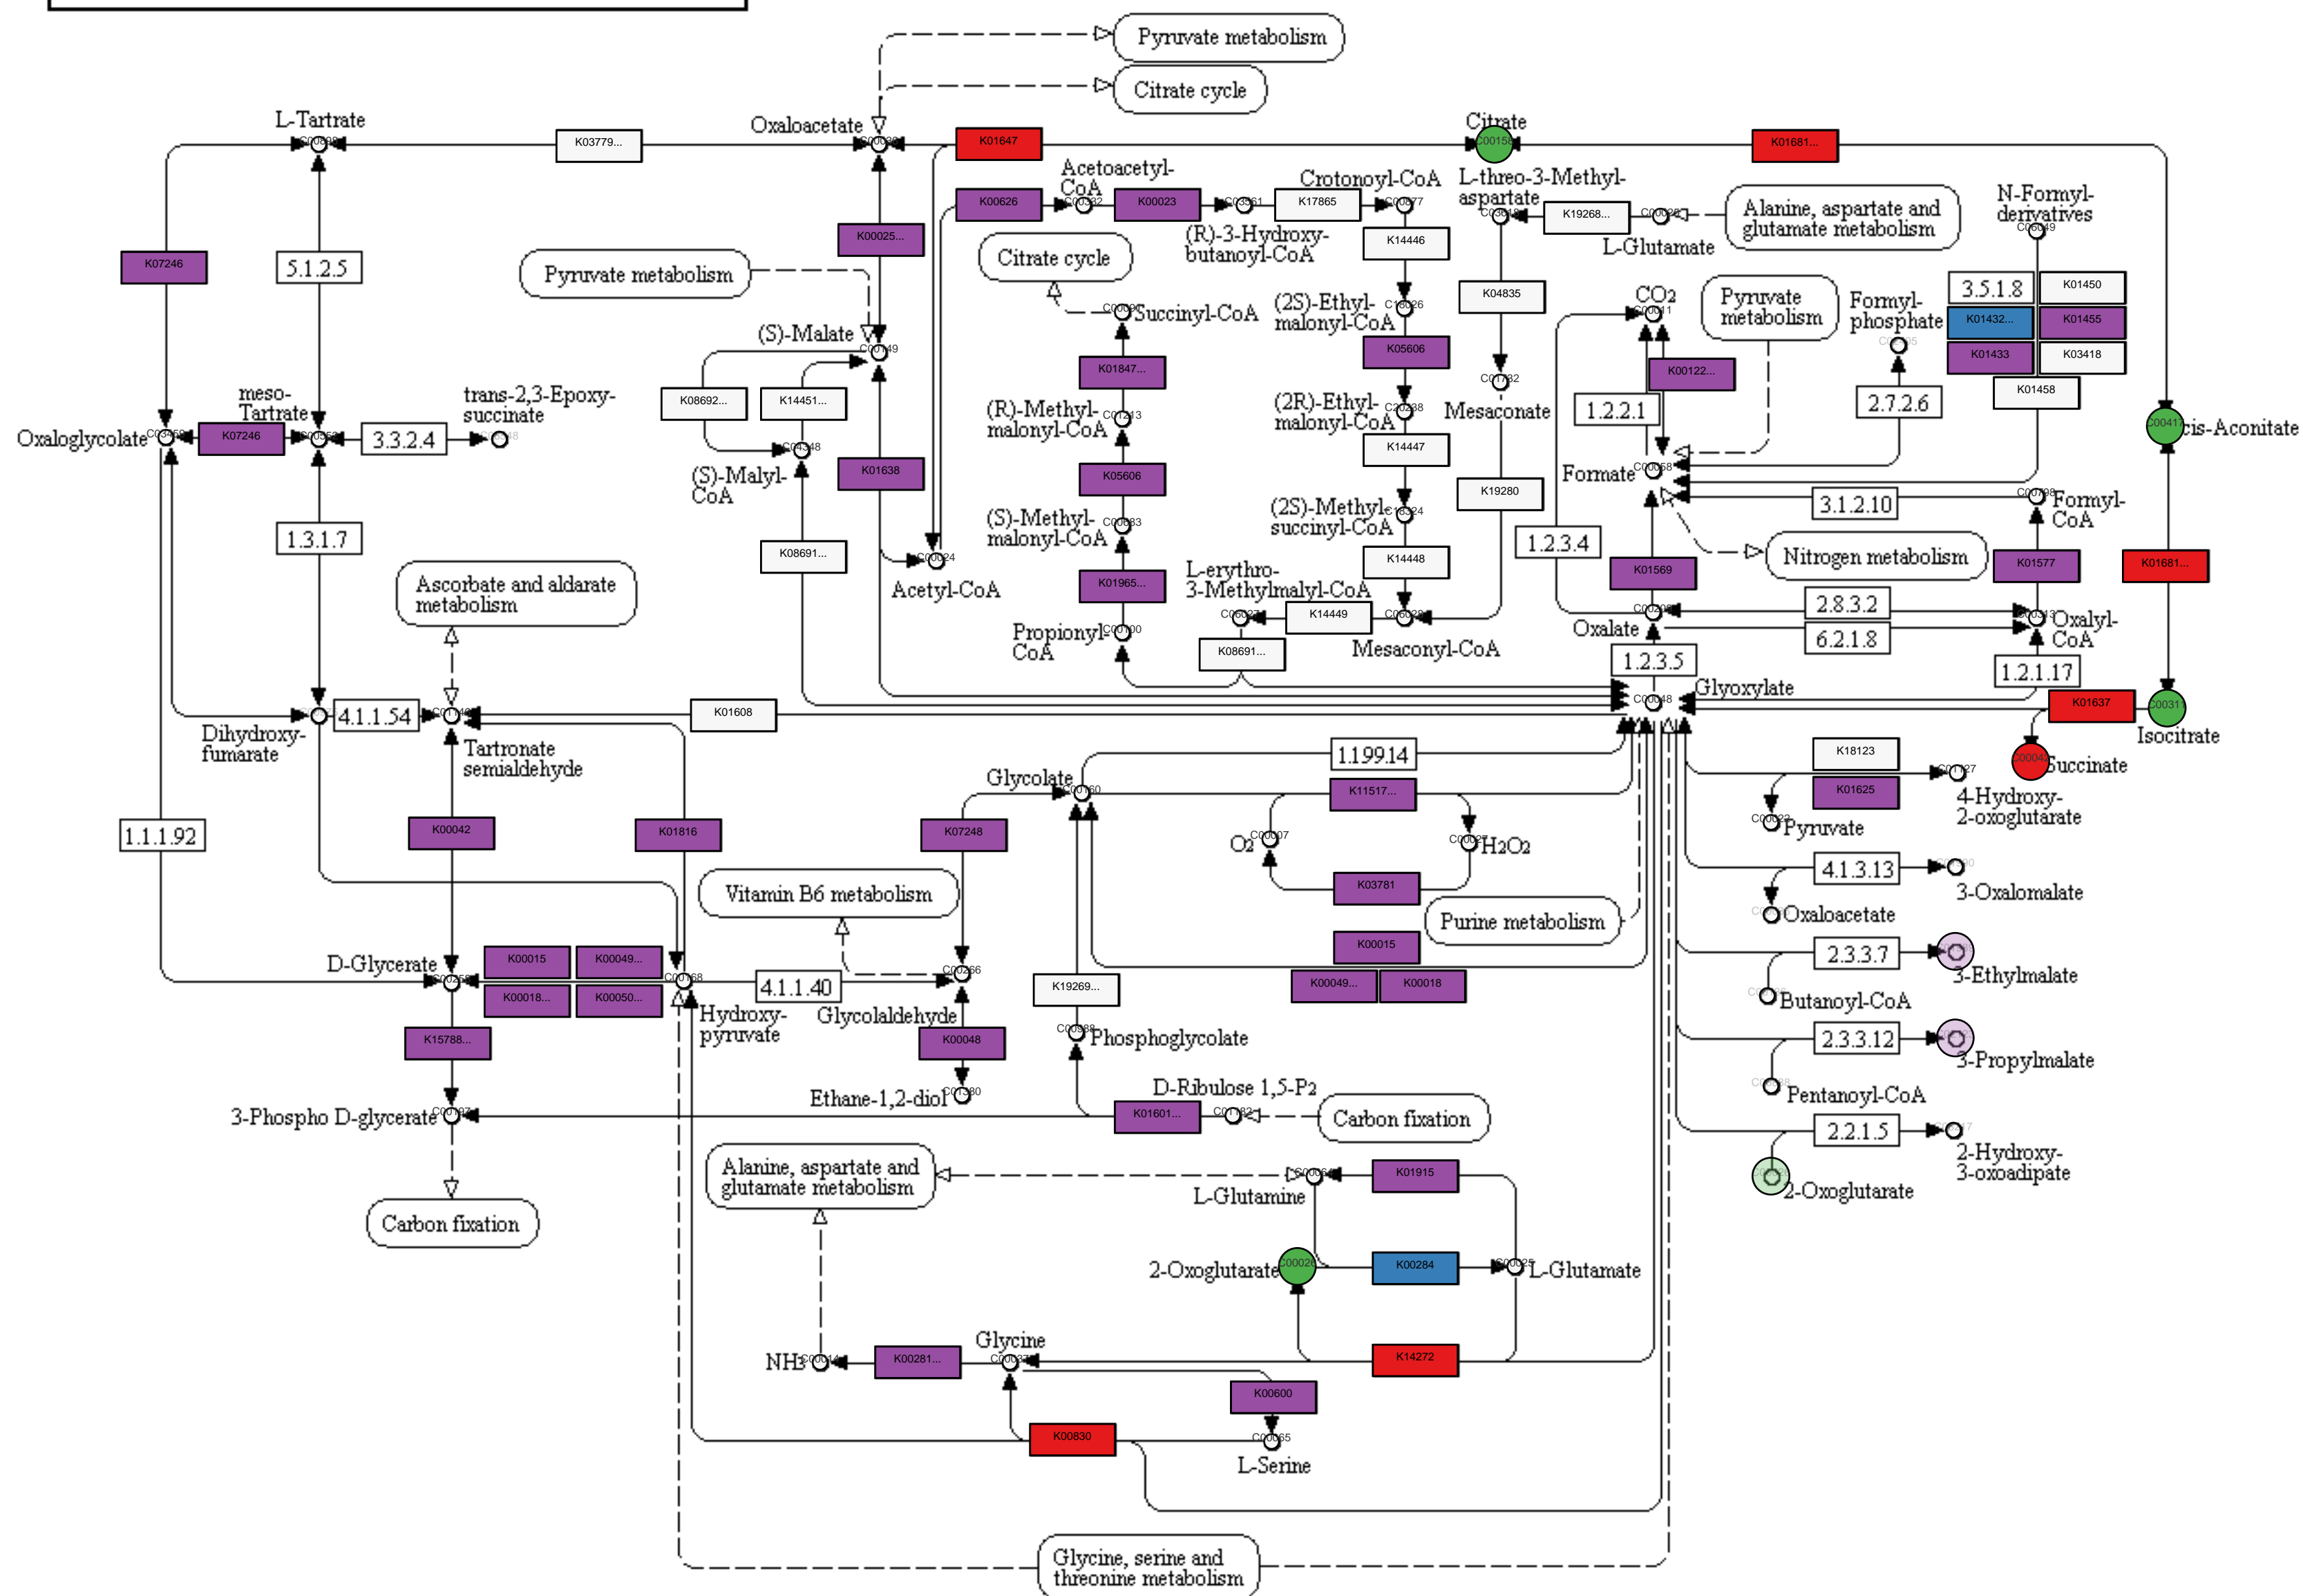 Pyruvate metabolism
Citrate cycle
L-Tartrate
Oxaloacetate
Citrate
K03779...
K01647
C00158
K01681...
Acetoacetyl-
CoA
Crotonoyl-CoA
L-threo-3-Methyl-
aspartate
N-Formyl-
derivatives
K00626
K00023
K17865
K19268...
Alanine, aspartate and
glutamate metabolism
(R)-3-Hydroxy-
butanoyl-CoA
L-Glutamate
K00025...
K14446
Citrate cycle
Pyruvate metabolism
K07246
5.1.2.5
K04835
CO2
Pyruvate
metabolism
Formyl-
phosphate
3.5.1.8
K01450
K01432...
K01455
K01433
K03418
K01458
Succinyl-CoA
(2S)-Ethyl-
malonyl-CoA
(S)-Malate
C00149
K05606
K01847...
K00122...
Mesaconate
1.2.2.1
2.7.2.6
K08692...
K14451...
meso-
Tartrate
trans-2,3-Epoxy-
succinate
(R)-Methyl-
malonyl-CoA
(2R)-Ethyl-
malonyl-CoA
C00417
cis-Aconitate
Oxaloglycolate
K07246
3.3.2.4
K14447
(S)-Malyl-
CoA
K01638
K05606
Formate
K19280
3.1.2.10
Formyl-
CoA
(S)-Methyl-
malonyl-CoA
(2S)-Methyl-
succinyl-CoA
1.3.1.7
1.2.3.4
Nitrogen metabolism
K08691...
K14448
K01569
K01577
K01681...
Acetyl-CoA
Ascorbate and aldarate
metabolism
K01965...
L-erythro-
3-Methylmalyl-CoA
K14449
2.8.3.2
Oxalate
Oxalyl-
CoA
6.2.1.8
Propionyl-
CoA
K08691...
Mesaconyl-CoA
1.2.3.5
1.2.1.17
Glyoxylate
C00048
K01637
C00311
Isocitrate
Dihydroxy-
fumarate
4.1.1.54
K01608
Tartronate
semialdehyde
1.1.99.14
K18123
Succinate
Glycolate
K11517...
K01625
4-Hydroxy-
2-oxoglutarate
Pyruvate
1.1.1.92
K00042
K01816
K07248
O2
H2O2
4.1.3.13
3-Oxalomalate
Vitamin B6 metabolism
K03781
Purine metabolism
Oxaloacetate
D-Glycerate
K00015
K00049...
K00018...
K00050...
K00015
K00049...
K00018
2.3.3.7
3-Ethylmalate
Butanoyl-CoA
4.1.1.40
K19269...
Hydroxy-
pyruvate
Glycolaldehyde
K15788...
K00048
Phosphoglycolate
2.3.3.12
3-Propylmalate
Pentanoyl-CoA
Ethane-1,2-diol
D-Ribulose 1,5-P2
3-Phospho D-glycerate
K01601...
Carbon fixation
2.2.1.5
2-Hydroxy-
3-oxoadipate
2-Oxoglutarate
Alanine, aspartate and
glutamate metabolism
L-Glutamine
K01915
Carbon fixation
2-Oxoglutarate
C00026
K00284
L-Glutamate
Glycine
NH3
K00281...
K14272
K00600
K00830
L-Serine
Glycine, serine and
threonine metabolism